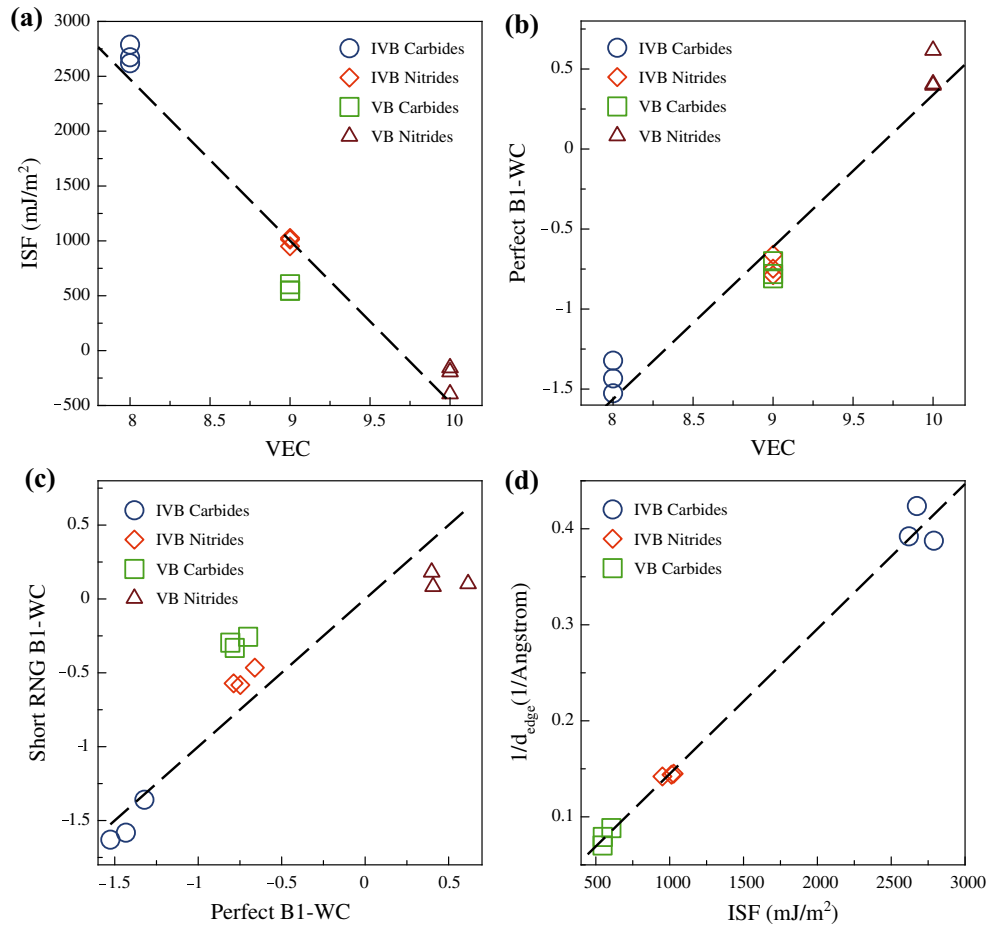 (a)
3000
2500
2000
1500
1000
500
0
−500
8
8.5
9
9.5
10
VEC
ISF (mJ/m²)
IVB Carbides
IVB Nitrides
VB Carbides
VB Nitrides
(b)
0.5
0
−0.5
−1
−1.5
8
8.5
9
9.5
10
VEC
Perfect B1-WC
IVB Carbides
IVB Nitrides
VB Carbides
VB Nitrides
(c)
0.5
0
−0.5
−1
−1.5
−1.5
−1
−0.5
0
0.5
Perfect B1-WC
Short RNG B1-WC
IVB Carbides
IVB Nitrides
VB Carbides
VB Nitrides
(d)
0.4
0.3
0.2
0.1
500
1000
1500
2000
2500
3000
ISF (mJ/m²)
1/d_edge(1/Angstrom)
IVB Carbides
IVB Nitrides
VB Carbides